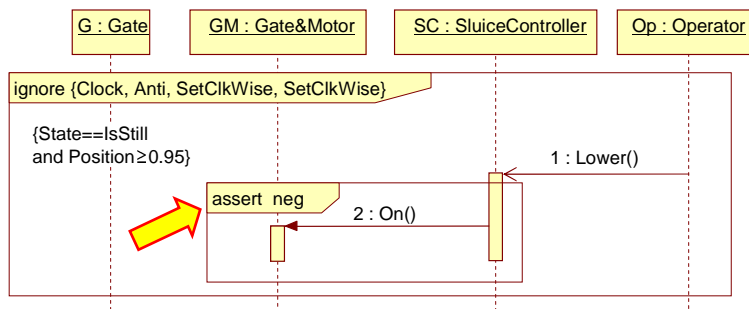 G : Gate
GM : Gate&Motor
SC : SluiceController
Op : Operator
ignore {Clock, Anti, SetClkWise, SetClkWise}
{State==IsStill
and Position≥0.95}
1 : Lower()
assert neg
2 : On()